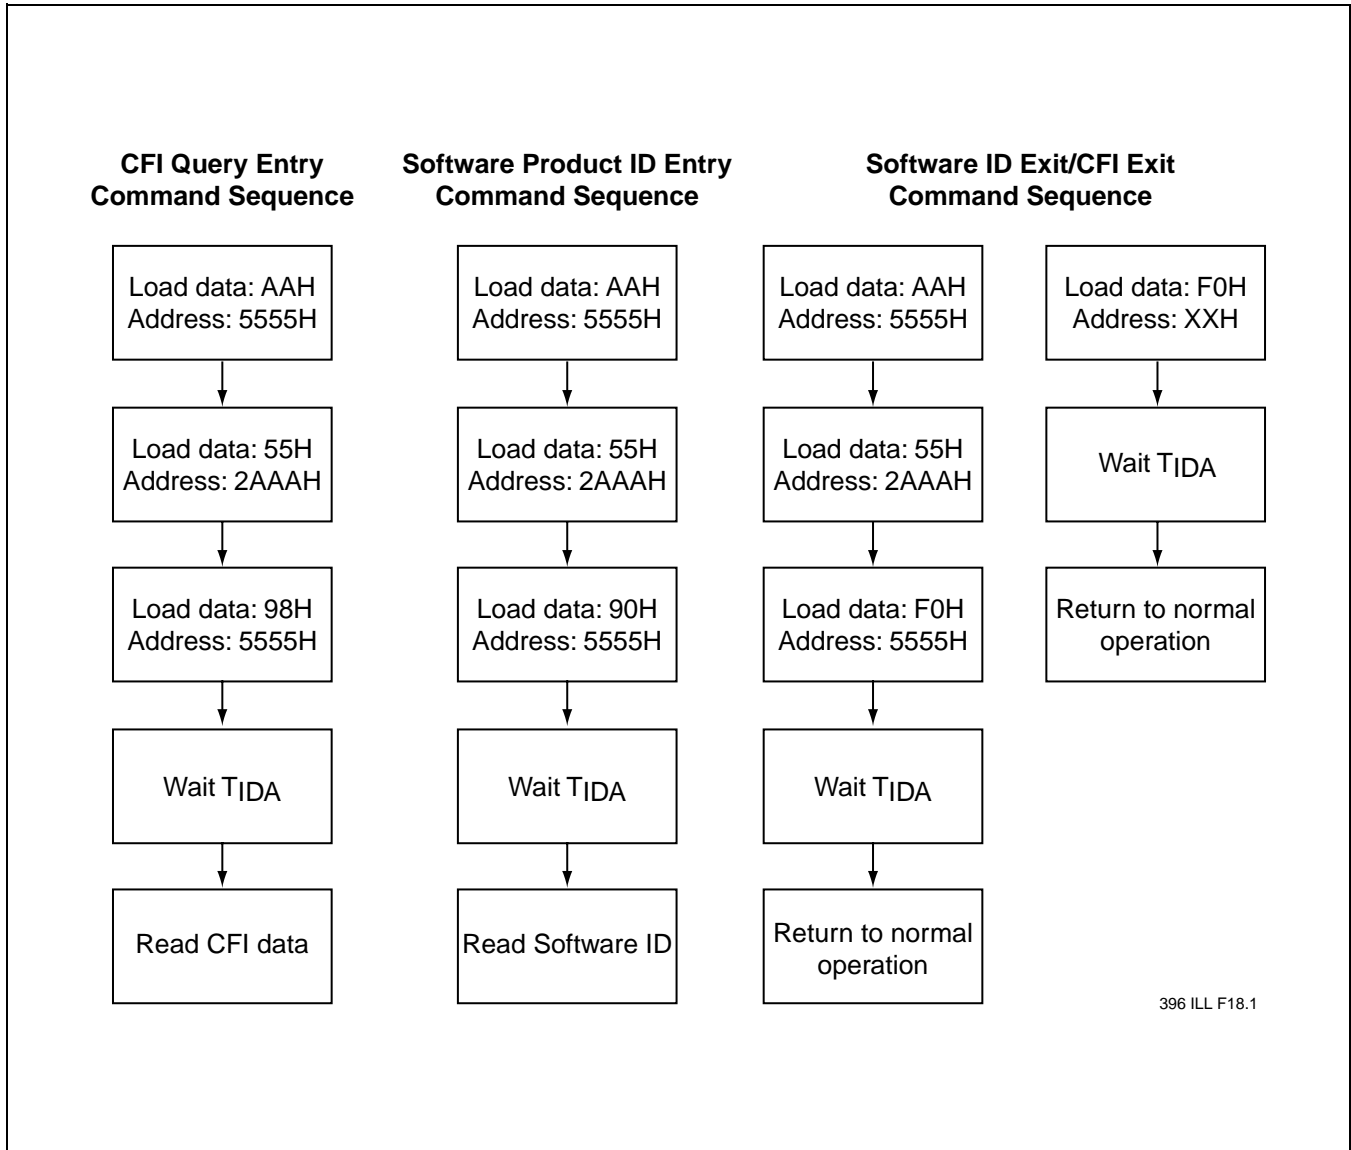 CFI Query Entry
Command Sequence
Load data: AAH
Address: 5555H
Load data: 55H
Address: 2AAAH
Load data: 98H
Address: 5555H
Wait TIDA
Read CFI data
Software Product ID Entry
Command Sequence
Load data: AAH
Address: 5555H
Load data: 55H
Address: 2AAAH
Load data: 90H
Address: 5555H
Wait TIDA
Read Software ID
Software ID Exit/CFI Exit
Command Sequence
Load data: AAH
Address: 5555H
Load data: 55H
Address: 2AAAH
Load data: F0H
Address: 5555H
Wait TIDA
Return to normal
operation
Load data: F0H
Address: XXH
Wait TIDA
Return to normal
operation
396 ILL F18.1